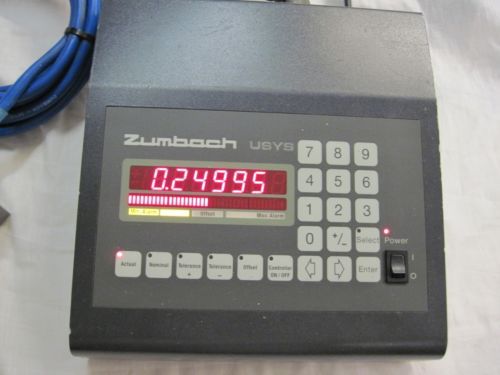 Zumbach USYS
7 8 9
0.24995
4 5 6
Min. Alarm Offset Max. Alarm
1 2 3
0 +/− Select Power
Actual Nominal Tolerance + Tolerance − Offset Controller ON / OFF Enter
I
O